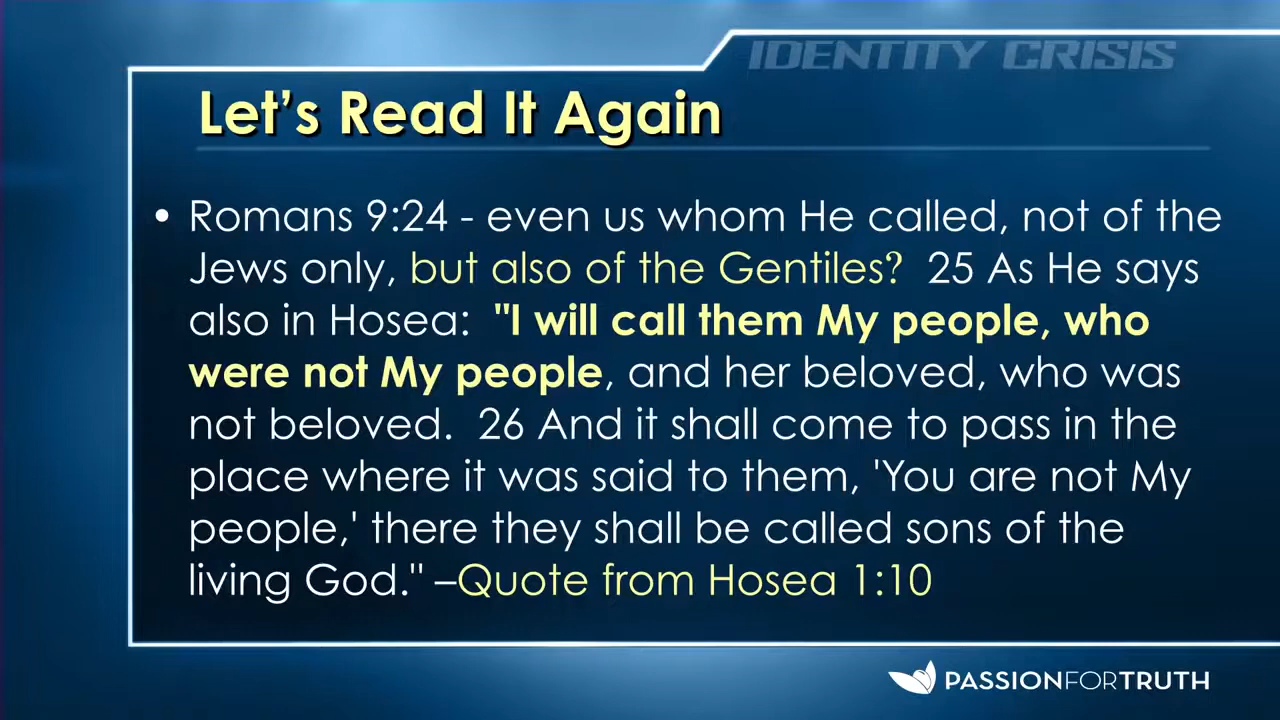 IDENTITY CRISIS
Let's Read It Again
• Romans 9:24 - even us whom He called, not of the
Jews only, but also of the Gentiles?  25 As He says
also in Hosea:  "I will call them My people, who
were not My people, and her beloved, who was
not beloved.  26 And it shall come to pass in the
place where it was said to them, 'You are not My
people,' there they shall be called sons of the
living God." –Quote from Hosea 1:10
PASSIONFORTRUTH